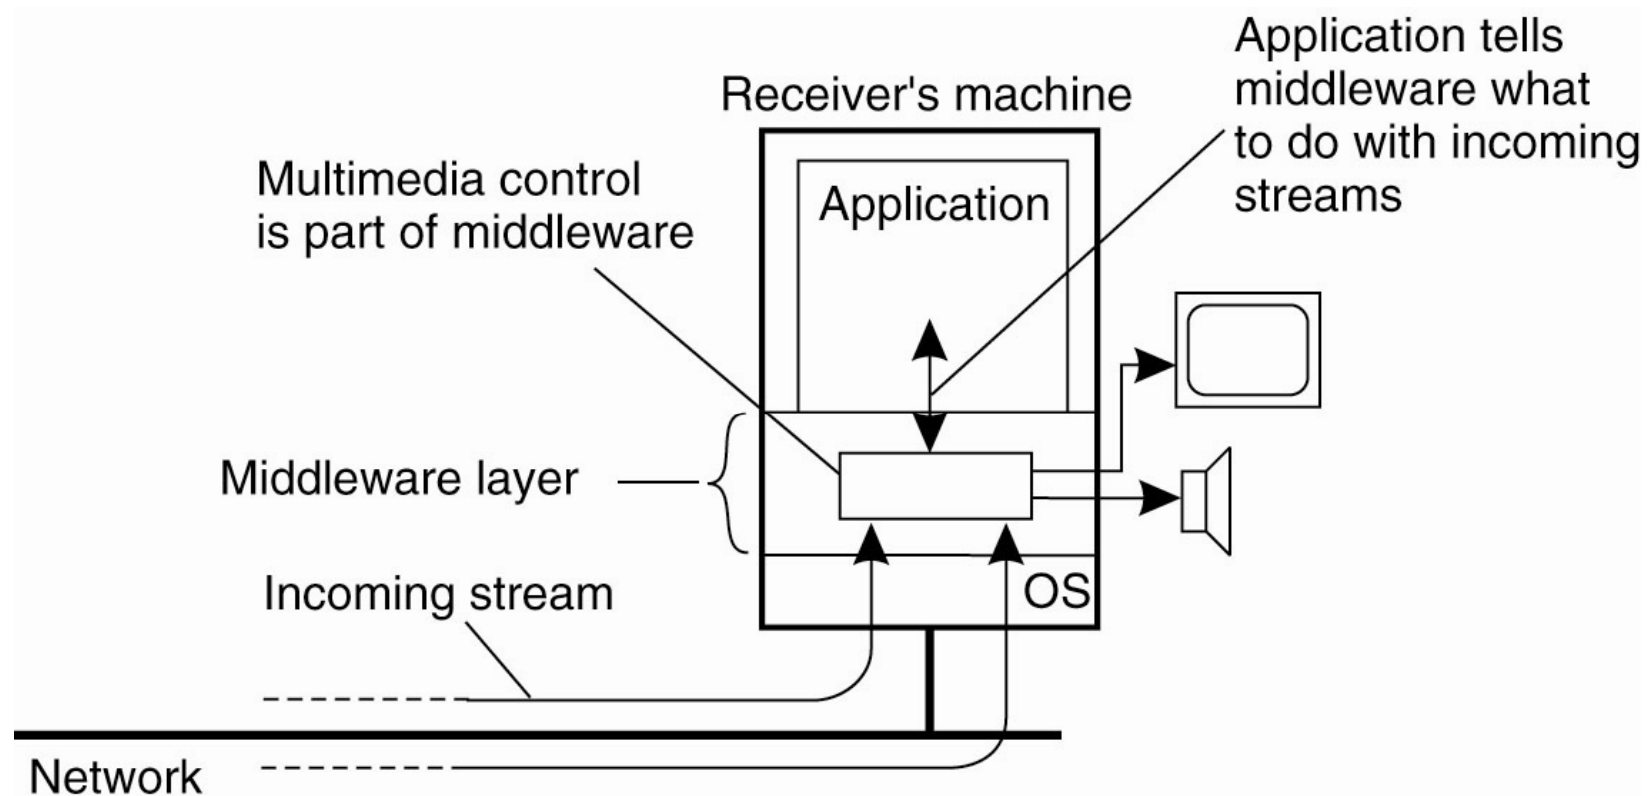 Application tells
middleware what
to do with incoming
streams
Receiver's machine
Multimedia control
is part of middleware
Application
Middleware layer
Incoming stream
OS
Network